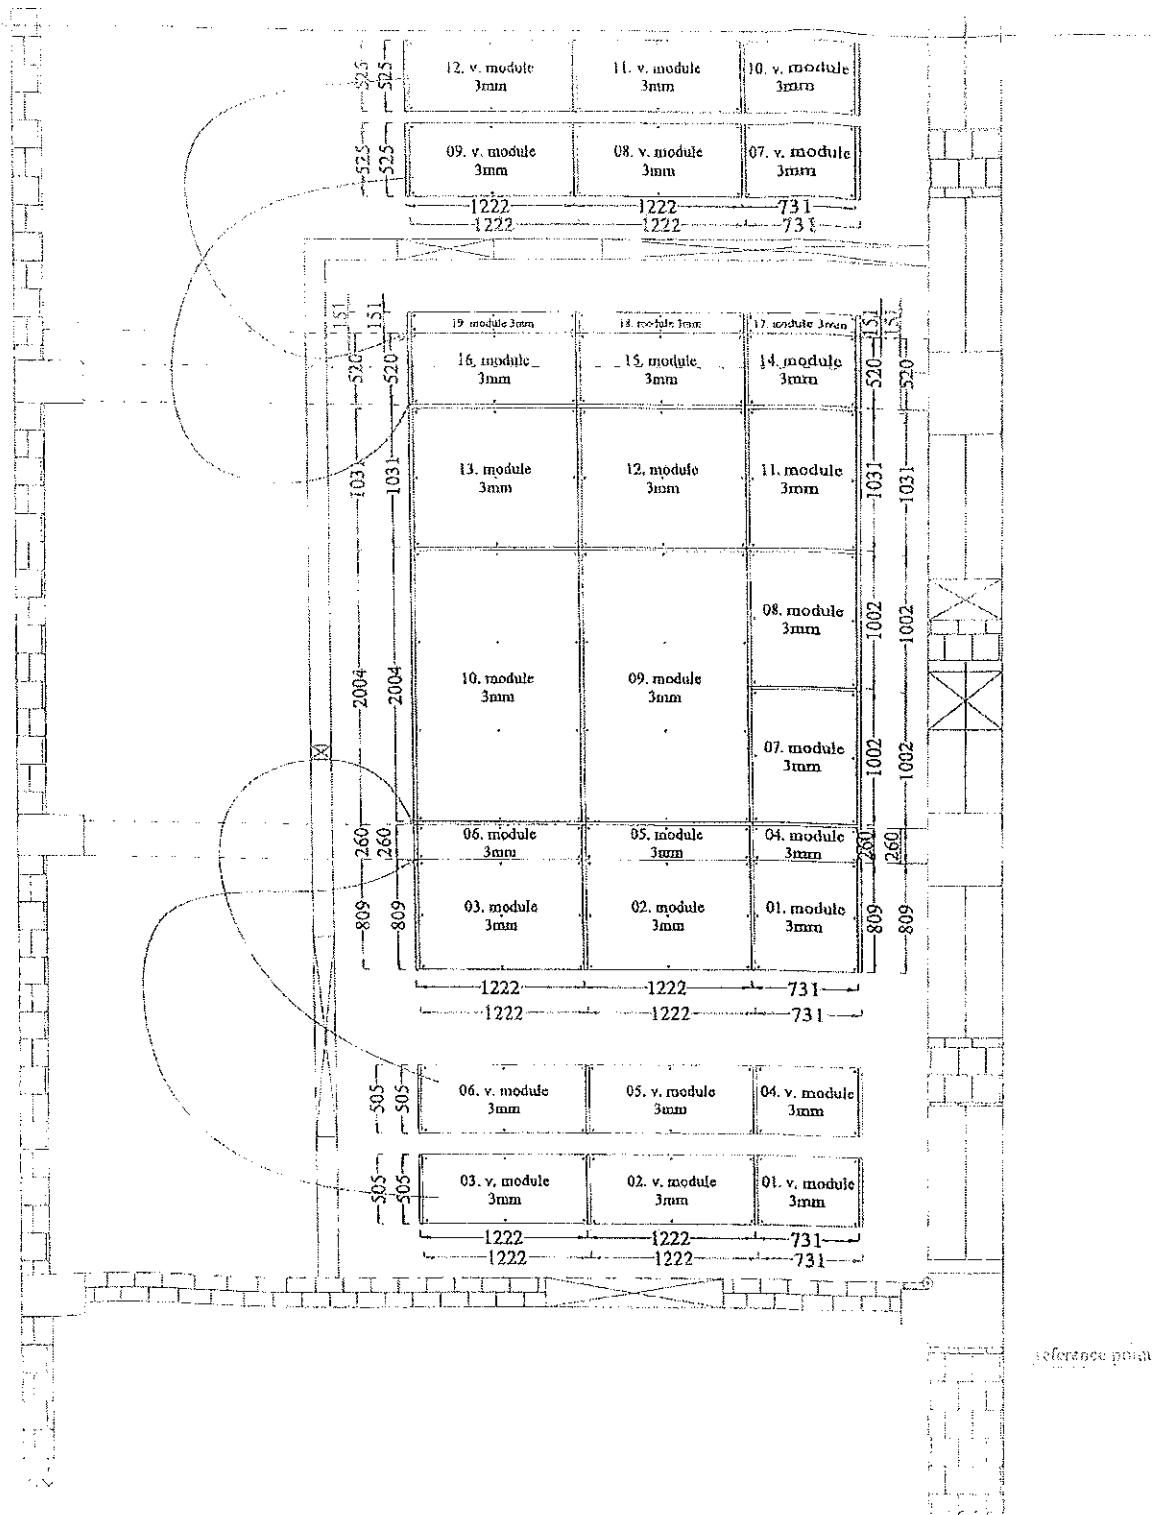 12. v. module 11. v. module 10. v. module
3mm 3mm 3mm
525 525
09. v. module 08. v. module 07. v. module
3mm 3mm 3mm
525 525
1222 1222 731
1222 1222 731
151 151 19. module 3mm 18. module 3mm 17. module 3mm 151 151
16. module 15. module 14. module
3mm 3mm 3mm
520 520 520 520
13. module 12. module 11. module
3mm 3mm 3mm
1031 1031 1031 1031
08. module
3mm
1002 1002
10. module 09. module
3mm 3mm
2004 2004
07. module
3mm
1002 1002
06. module 05. module 04. module
3mm 3mm 3mm
260 260 260 260
03. module 02. module 01. module
3mm 3mm 3mm
809 809 809 809
1222 1222 731
1222 1222 731
06. v. module 05. v. module 04. v. module
3mm 3mm 3mm
505 505
03. v. module 02. v. module 01. v. module
3mm 3mm 3mm
505 505
1222 1222 731
1222 1222 731
reference point